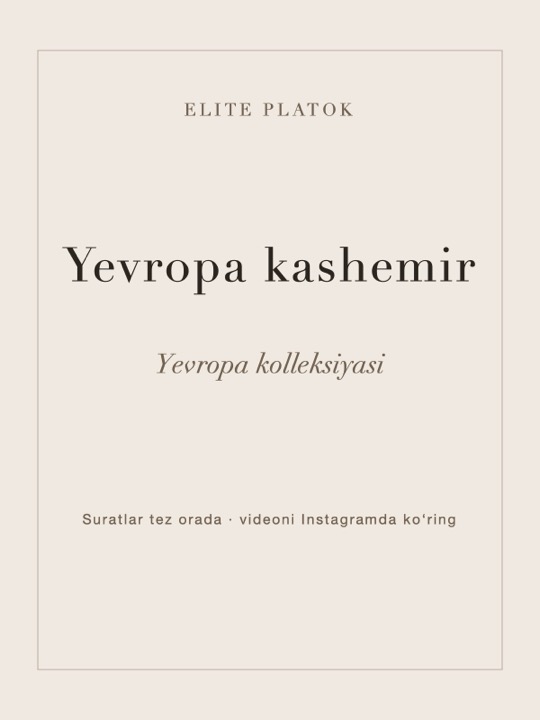 ELITE PLATOK
Yevropa kashemir
Yevropa kolleksiyasi
Suratlar tez orada · videoni Instagramda ko‘ring